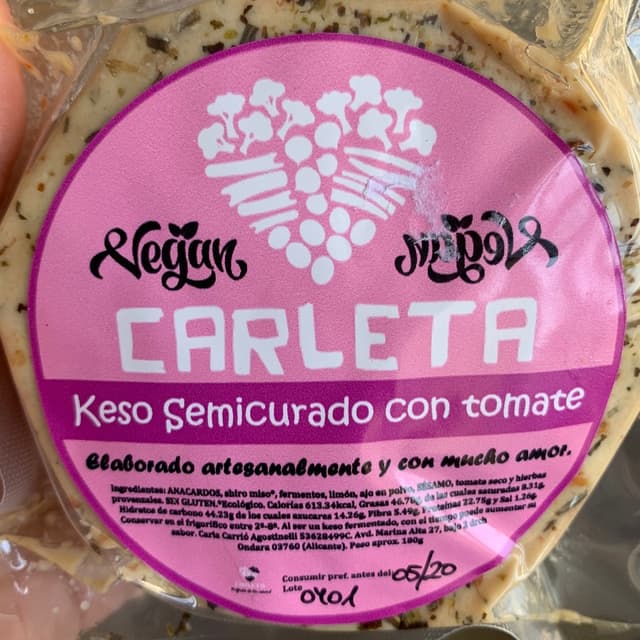 Vegan Vegan
CARLETA
Keso Semicurado con tomate
Elaborado artesanalmente y con mucho amor.
Ingredientes: ANACARDOS, shiro miso*, fermentos, limón, ajo en polvo, SÉSAMO, tomate seco y hierbas
provenzales. SIN GLUTEN.*Ecológico. Calorías 613.34kcal, Grasas 46.78g de las cuales saturadas 8.31g
Hidratos de carbono 44.23g de los cuales azucares 14.26g, Fibra 5.49g, Proteinas 22.78g y Sal 1.26g.
Conservar en el frigorífico entre 2º-8º. Al ser un keso fermentado, con el tiempo puede aumentar su
sabor. Carla Carrió Agostinelli 53628499C. Avd. Marina Alta 27, bajo 2 drch
Ondara 03760 (Alicante). Peso aprox. 180g
Consumir pref. antes del 05/20
Lote 0401